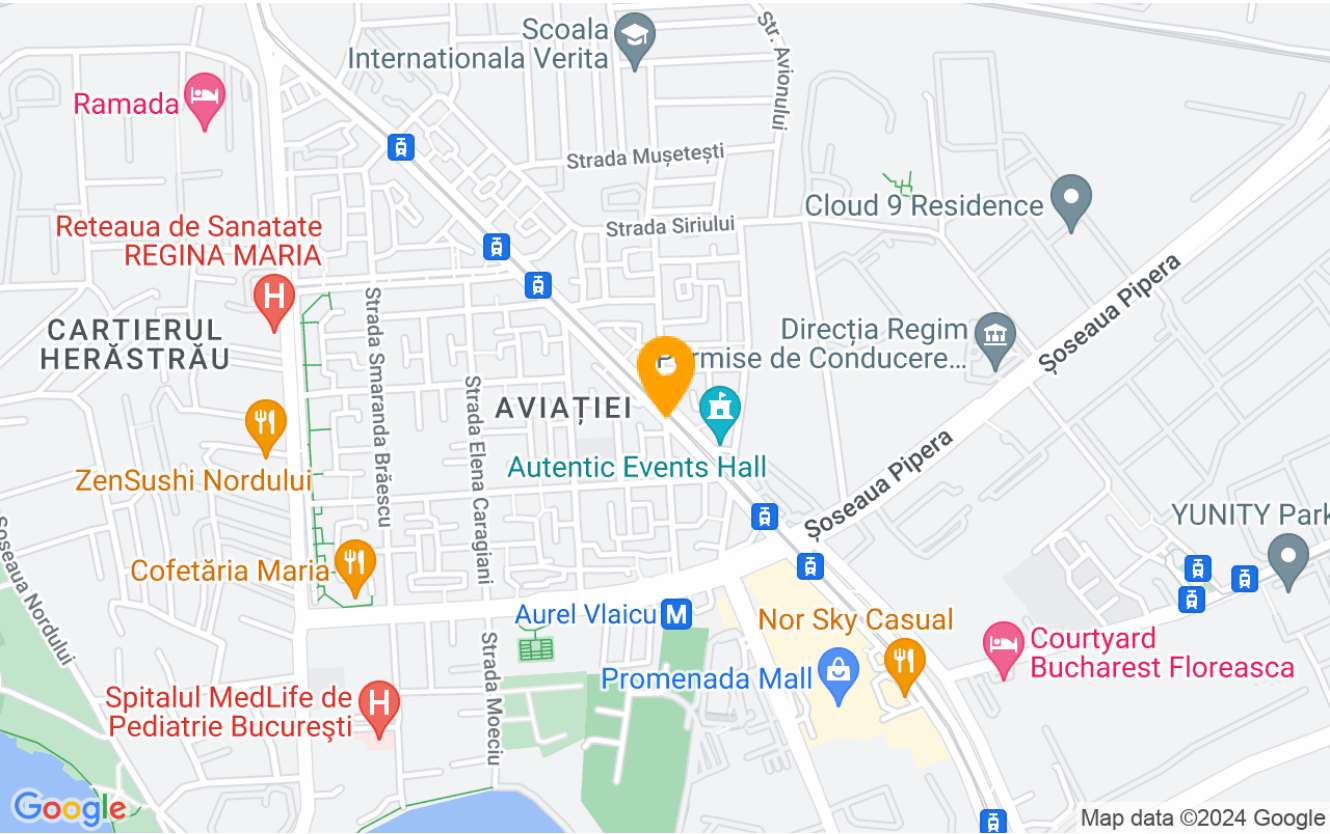 Scoala
Internationala Verita
Str. Avionului
Ramada
Strada Mușetești
Cloud 9 Residence
Strada Siriului
Reteaua de Sanatate
REGINA MARIA
H
Șoseaua Pipera
CARTIERUL
HERĂSTRĂU
Strada Smaranda Brăescu
Direcția Regim
Permise de Conducere...
Strada Elena Caragiani
AVIAȚIEI
Autentic Events Hall
ZenSushi Nordului
Șoseaua Pipera
YUNITY Park
Șoseaua Nordului
Cofetăria Maria
Aurel Vlaicu M
Nor Sky Casual
Strada Moeciu
Courtyard
Bucharest Floreasca
Promenada Mall
Spitalul MedLife de
Pediatrie Bucureşti
H
Google
Map data ©2024 Google